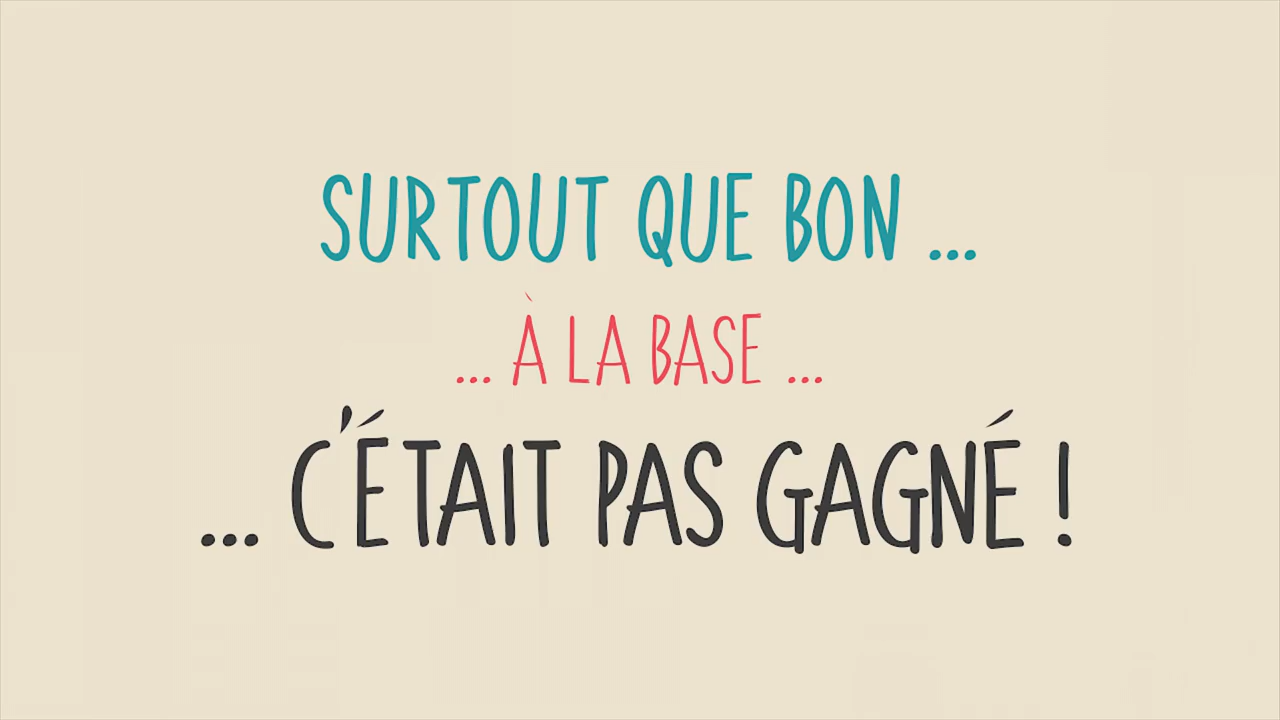 SURTOUT QUE BON ...
... À LA BASE ...
... C'ÉTAIT PAS GAGNÉ !